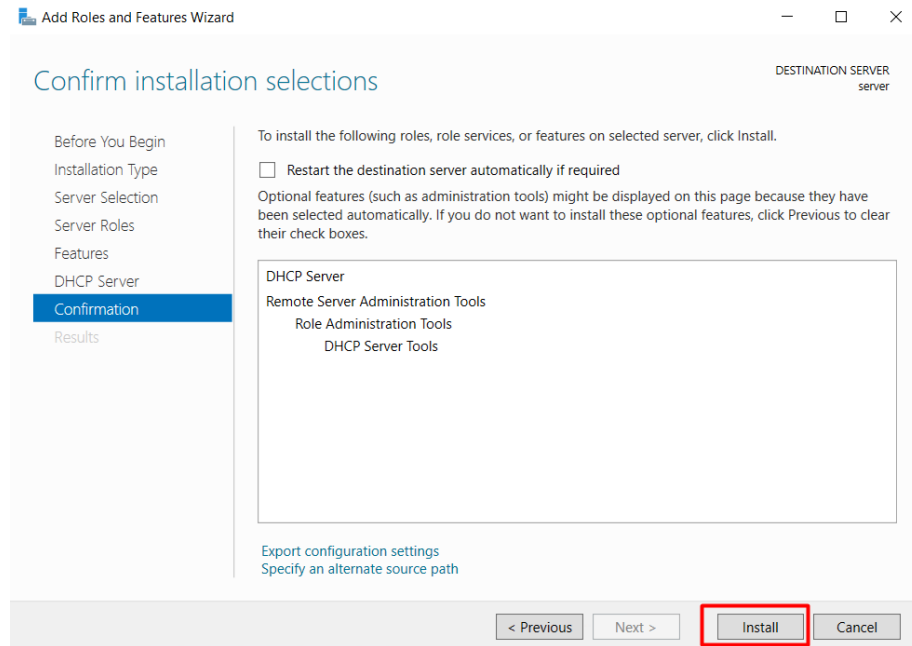 Add Roles and Features Wizard
Confirm installation selections
DESTINATION SERVER
server
Before You Begin
Installation Type
Server Selection
Server Roles
Features
DHCP Server
Confirmation
Results
To install the following roles, role services, or features on selected server, click Install.
Restart the destination server automatically if required
Optional features (such as administration tools) might be displayed on this page because they have
been selected automatically. If you do not want to install these optional features, click Previous to clear
their check boxes.
DHCP Server
Remote Server Administration Tools
Role Administration Tools
DHCP Server Tools
Export configuration settings
Specify an alternate source path
< Previous
Next >
Install
Cancel